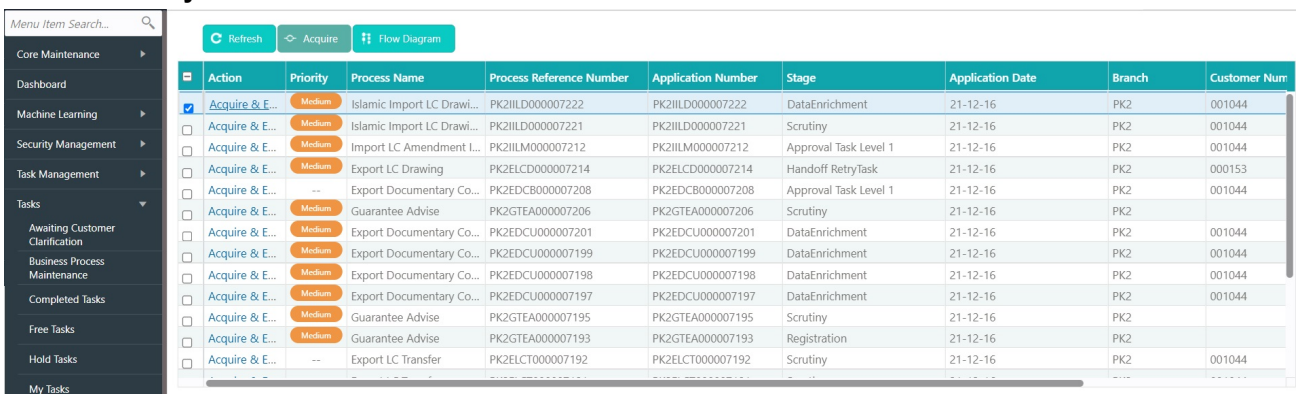 Menu Item Search...
Core Maintenance
Dashboard
Machine Learning
Security Management
Task Management
Tasks
Awaiting Customer
Clarification
Business Process
Maintenance
Completed Tasks
Free Tasks
Hold Tasks
My Tasks
Refresh Acquire Flow Diagram
Action Priority Process Name Process Reference Number Application Number Stage Application Date Branch Customer Num
Acquire & E... Medium Islamic Import LC Drawi... PK2IILD000007222 PK2IILD000007222 DataEnrichment 21-12-16 PK2 001044
Acquire & E... Medium Islamic Import LC Drawi... PK2IILD000007221 PK2IILD000007221 Scrutiny 21-12-16 PK2 001044
Acquire & E... Medium Import LC Amendment I... PK2IILM000007212 PK2IILM000007212 Approval Task Level 1 21-12-16 PK2 001044
Acquire & E... Medium Export LC Drawing PK2ELCD000007214 PK2ELCD000007214 Handoff RetryTask 21-12-16 PK2 000153
Acquire & E... -- Export Documentary Co... PK2EDCB000007208 PK2EDCB000007208 Approval Task Level 1 21-12-16 PK2 001044
Acquire & E... Medium Guarantee Advise PK2GTEA000007206 PK2GTEA000007206 Scrutiny 21-12-16 PK2
Acquire & E... Medium Export Documentary Co... PK2EDCU000007201 PK2EDCU000007201 DataEnrichment 21-12-16 PK2 001044
Acquire & E... Medium Export Documentary Co... PK2EDCU000007199 PK2EDCU000007199 DataEnrichment 21-12-16 PK2 001044
Acquire & E... Medium Export Documentary Co... PK2EDCU000007198 PK2EDCU000007198 DataEnrichment 21-12-16 PK2 001044
Acquire & E... Medium Export Documentary Co... PK2EDCU000007197 PK2EDCU000007197 DataEnrichment 21-12-16 PK2 001044
Acquire & E... Medium Guarantee Advise PK2GTEA000007195 PK2GTEA000007195 Scrutiny 21-12-16 PK2
Acquire & E... Medium Guarantee Advise PK2GTEA000007193 PK2GTEA000007193 Registration 21-12-16 PK2
Acquire & E... -- Export LC Transfer PK2ELCT000007192 PK2ELCT000007192 Scrutiny 21-12-16 PK2 001044